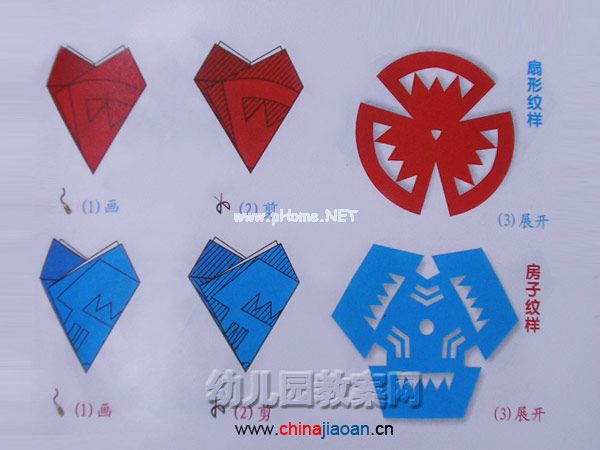 扇形纹样
(1)画
(2)剪
(3)展开
www.pHome.NET
房子纹样
(1)画
(2)剪
(3)展开
幼儿园教案网
www.chinajiaoan.cn